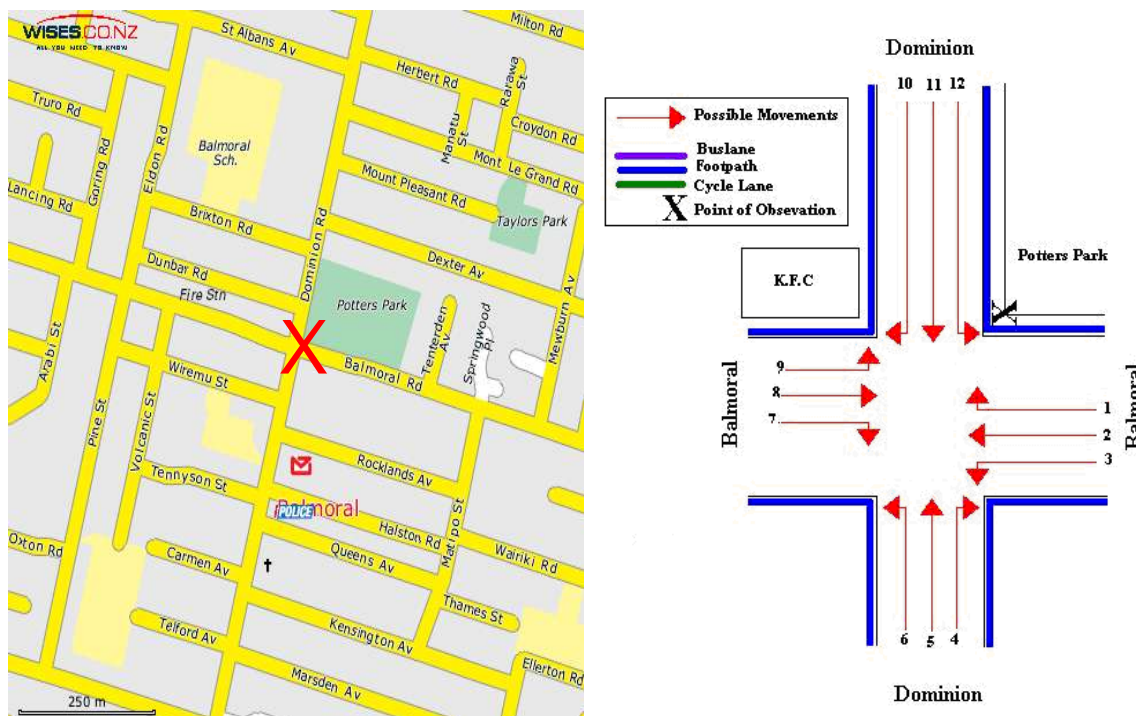 WISES.CO.NZ
ALL YOU NEED TO KNOW
St Albans Av
Milton Rd
Herbert Rd
Rarawa St
Truro Rd
Manatu St
Croydon Rd
Balmoral
Sch.
Goring Rd
Eldon Rd
Mont Le Grand Rd
Mount Pleasant Rd
Lancing Rd
Taylors Park
Brixton Rd
Dominion Rd
Dexter Av
Dunbar Rd
Fire Stn
Potters Park
Mewburn Av
Tenterden Av
Springwood Pl
X
Arabi St
Balmoral Rd
Wiremu St
Pine St
Volcanic St
Rocklands Av
Tennyson St
Balmoral
POLICE
Halston Rd
Matipo St
Oxton Rd
Queens Av
Wairiki Rd
Carmen Av
Thames St
Telford Av
Kensington Av
Ellerton Rd
Marsden Av
250 m
Dominion
10 11 12
Possible Movements
Buslane
Footpath
Cycle Lane
X Point of Obsevation
Potters Park
K.F.C
Balmoral
9
8
7
1
2
3
Balmoral
6 5 4
Dominion